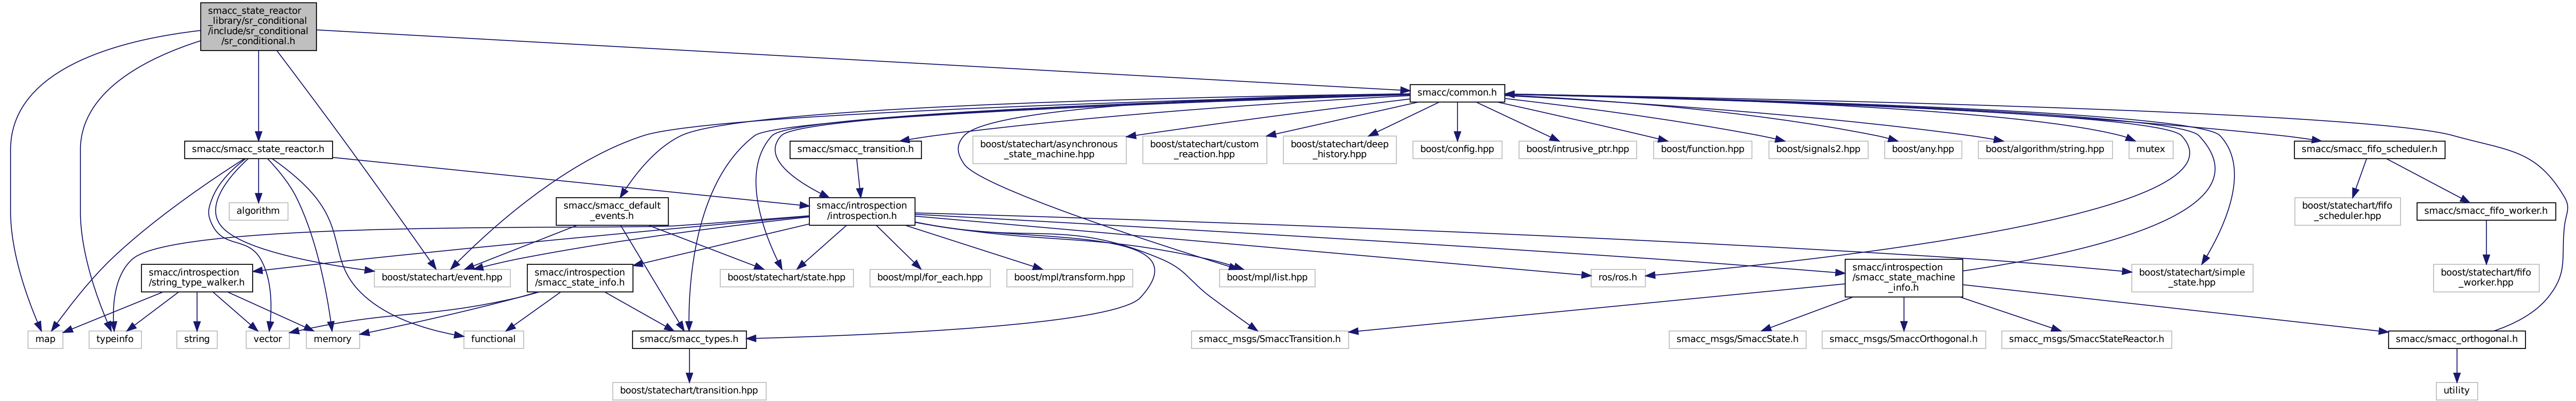 smacc_state_reactor
_library/sr_conditional
/include/sr_conditional
/sr_conditional.h
smacc/common.h
smacc/smacc_state_reactor.h
smacc/smacc_transition.h
boost/statechart/asynchronous
_state_machine.hpp
boost/statechart/custom
_reaction.hpp
boost/statechart/deep
_history.hpp
boost/config.hpp
boost/intrusive_ptr.hpp
boost/function.hpp
boost/signals2.hpp
boost/any.hpp
boost/algorithm/string.hpp
mutex
smacc/smacc_fifo_scheduler.h
algorithm
smacc/smacc_default
_events.h
smacc/introspection
/introspection.h
boost/statechart/fifo
_scheduler.hpp
smacc/smacc_fifo_worker.h
smacc/introspection
/string_type_walker.h
boost/statechart/event.hpp
smacc/introspection
/smacc_state_info.h
boost/statechart/state.hpp
boost/mpl/for_each.hpp
boost/mpl/transform.hpp
boost/mpl/list.hpp
ros/ros.h
smacc/introspection
/smacc_state_machine
_info.h
boost/statechart/simple
_state.hpp
boost/statechart/fifo
_worker.hpp
map
typeinfo
string
vector
memory
functional
smacc/smacc_types.h
smacc_msgs/SmaccTransition.h
smacc_msgs/SmaccState.h
smacc_msgs/SmaccOrthogonal.h
smacc_msgs/SmaccStateReactor.h
smacc/smacc_orthogonal.h
boost/statechart/transition.hpp
utility